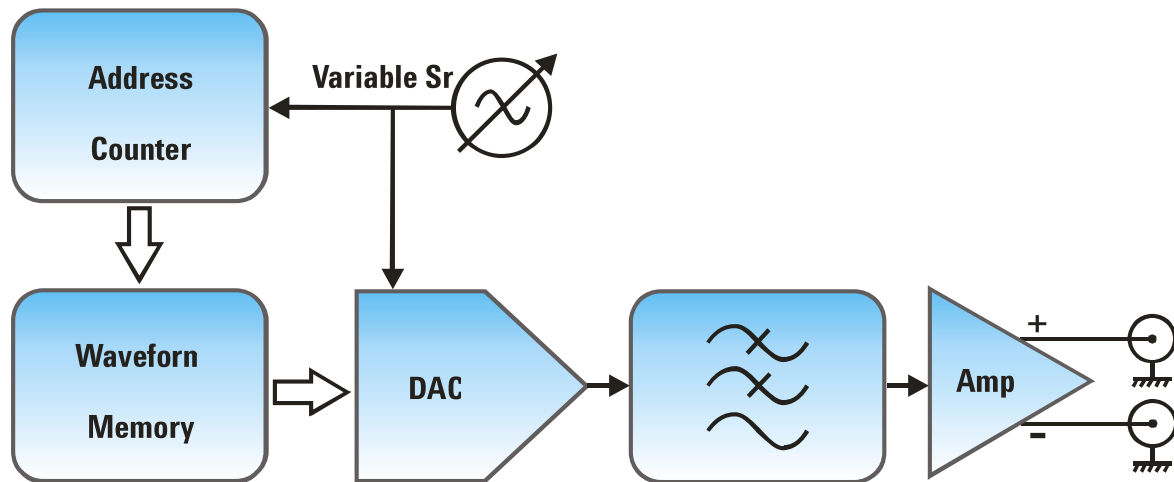 Address
Counter
Variable Sr
Waveforn
Memory
DAC
Amp
+
-